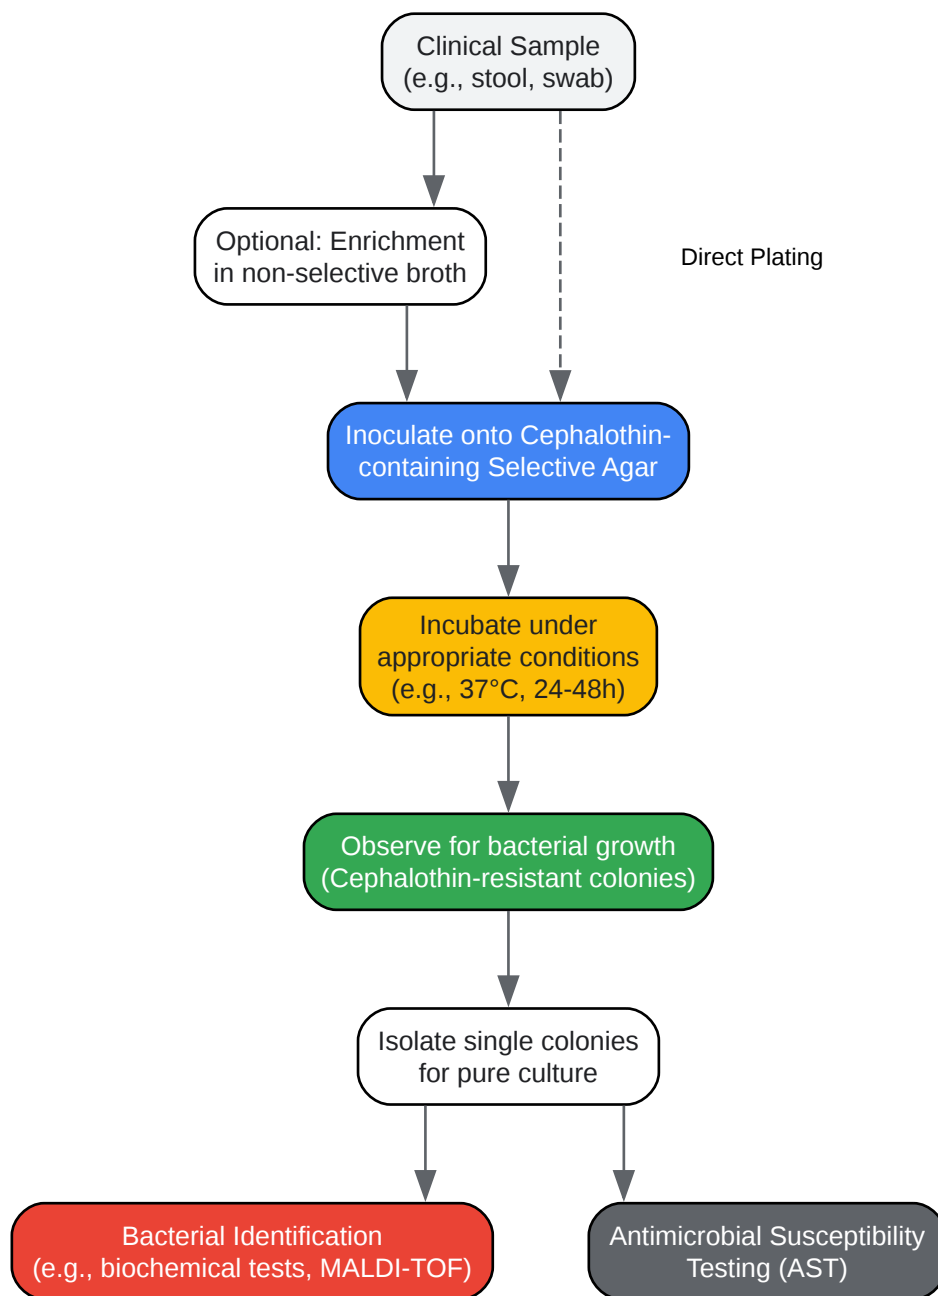 Clinical Sample
(e.g., stool, swab)
Optional: Enrichment
in non-selective broth
Direct Plating
Inoculate onto Cephalothin-
containing Selective Agar
Incubate under
appropriate conditions
(e.g., 37°C, 24-48h)
Observe for bacterial growth
(Cephalothin-resistant colonies)
Isolate single colonies
for pure culture
Bacterial Identification
(e.g., biochemical tests, MALDI-TOF)
Antimicrobial Susceptibility
Testing (AST)